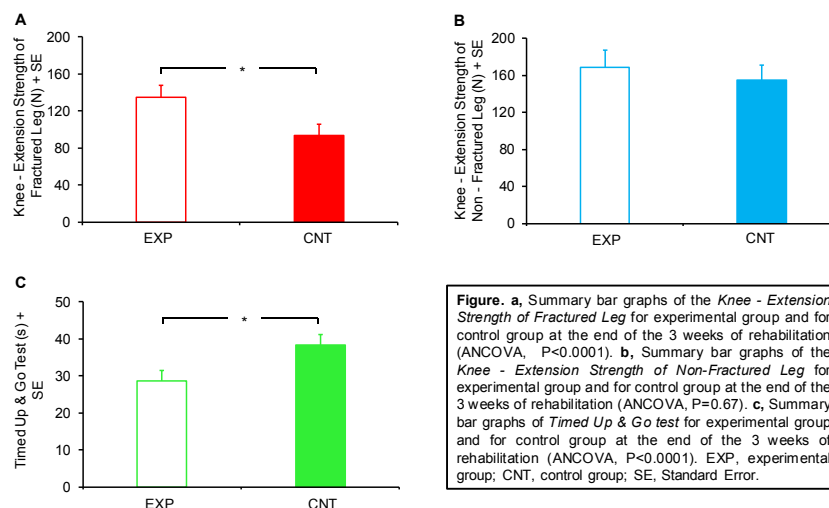 A
Knee - Extension Strength of
Fractured Leg (N) + SE
200
160
120
80
40
0
*
EXP
CNT
B
Knee - Extension Strength of
Non - Fractured Leg (N) + SE
200
160
120
80
40
0
EXP
CNT
C
Timed Up & Go Test (s) +
SE
50
40
30
20
10
0
*
EXP
CNT
Figure. a, Summary bar graphs of the Knee - Extension
Strength of Fractured Leg for experimental group and for
control group at the end of the 3 weeks of rehabilitation
(ANCOVA, P<0.0001). b, Summary bar graphs of the
Knee - Extension Strength of Non-Fractured Leg for
experimental group and for control group at the end of the
3 weeks of rehabilitation (ANCOVA, P=0.67). c, Summary
bar graphs of Timed Up & Go test for experimental group
and for control group at the end of the 3 weeks of
rehabilitation (ANCOVA, P<0.0001). EXP, experimental
group; CNT, control group; SE, Standard Error.